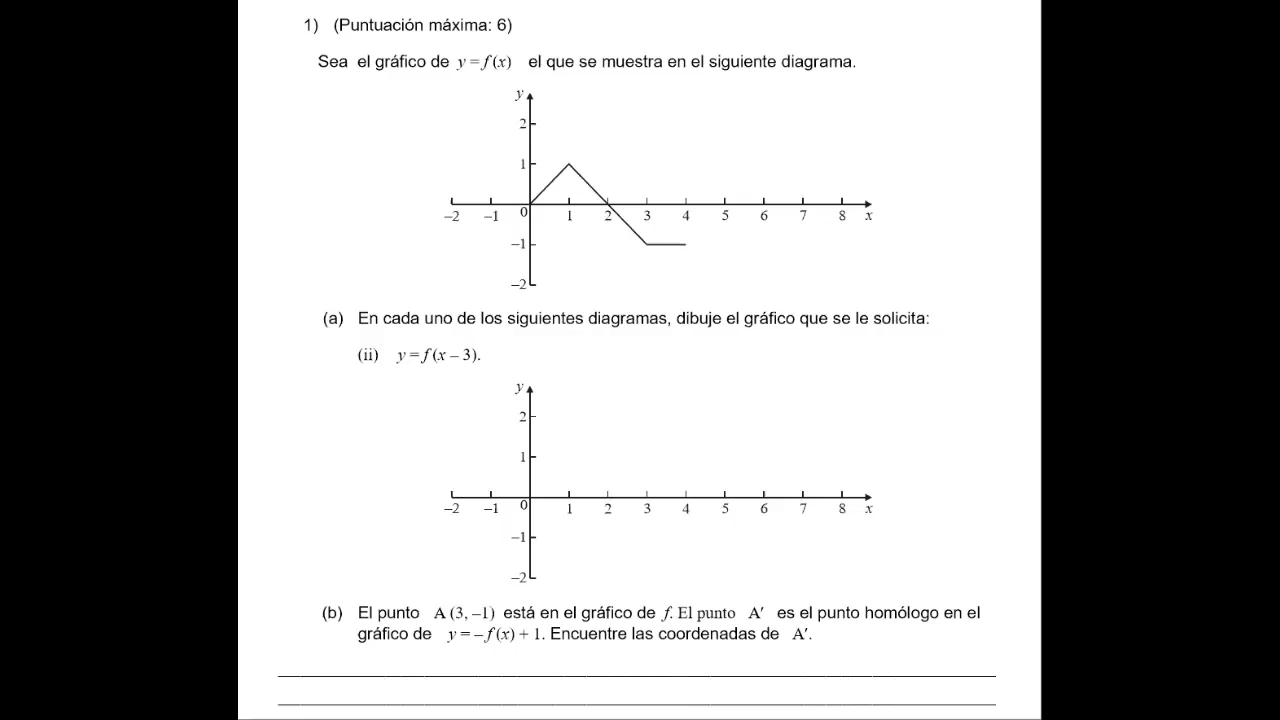 1) (Puntuación máxima: 6)
Sea el gráfico de y = f(x) el que se muestra en el siguiente diagrama.
y
2
1
–2 –1 0 1 2 3 4 5 6 7 8 x
–1
–2
(a) En cada uno de los siguientes diagramas, dibuje el gráfico que se le solicita:
(ii) y = f(x – 3).
y
2
1
–2 –1 0 1 2 3 4 5 6 7 8 x
–1
–2
(b) El punto A (3, –1) está en el gráfico de f. El punto A′ es el punto homólogo en el
gráfico de y = – f(x) + 1. Encuentre las coordenadas de A′.